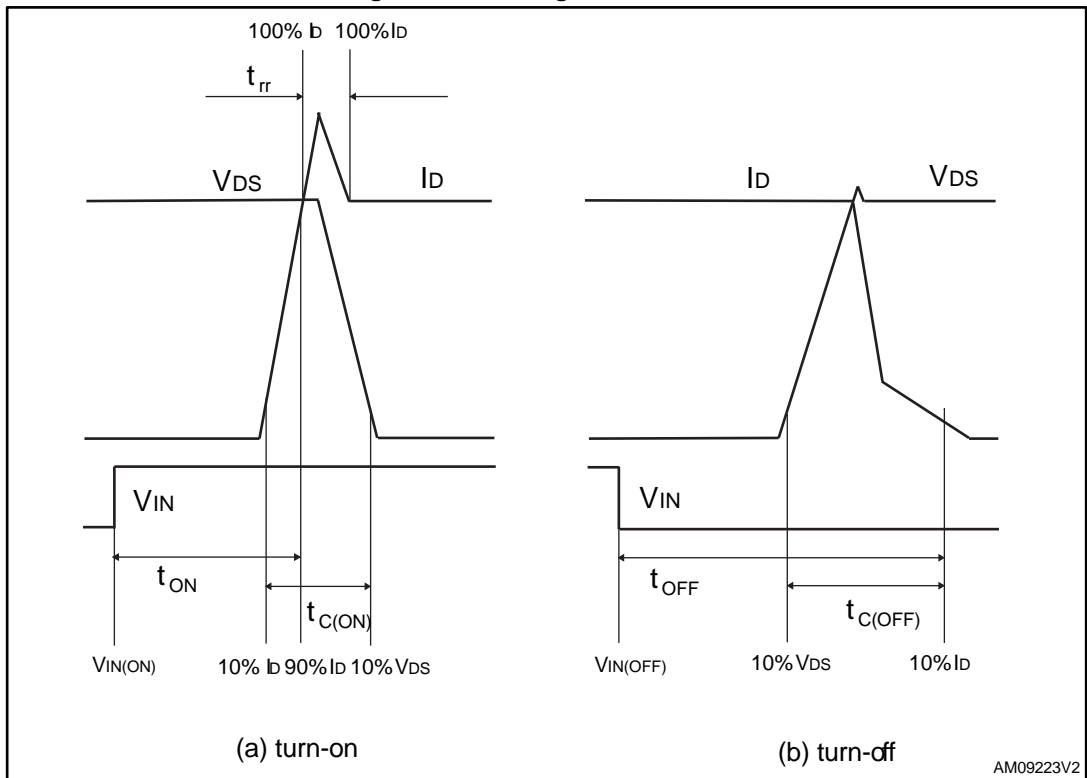 100% ID 100% ID
trr
VDS ID
ID VDS
VIN
VIN
tON
tC(ON)
tOFF
tC(OFF)
VIN(ON) 10% ID 90% ID 10% VDS
VIN(OFF) 10% VDS 10% ID
(a) turn-on
(b) turn-off
AM09223V2